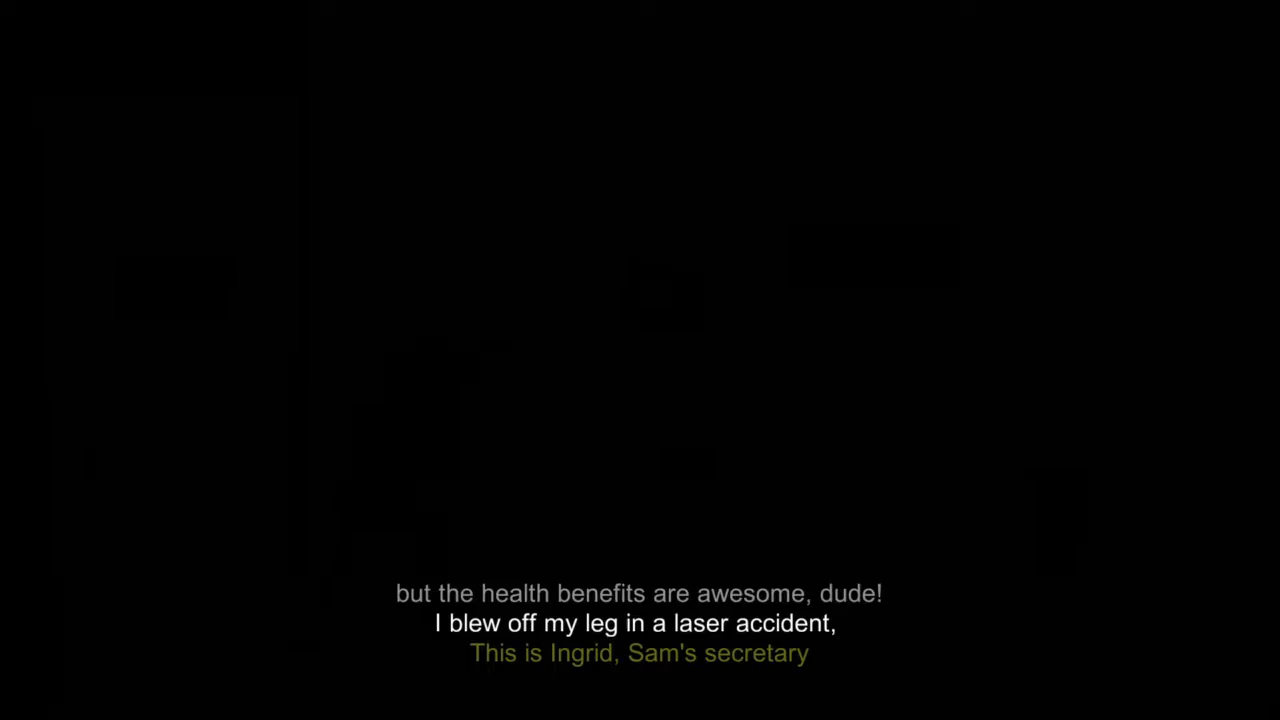 but the health benefits are awesome, dude!
I blew off my leg in a laser accident,
This is Ingrid, Sam's secretary